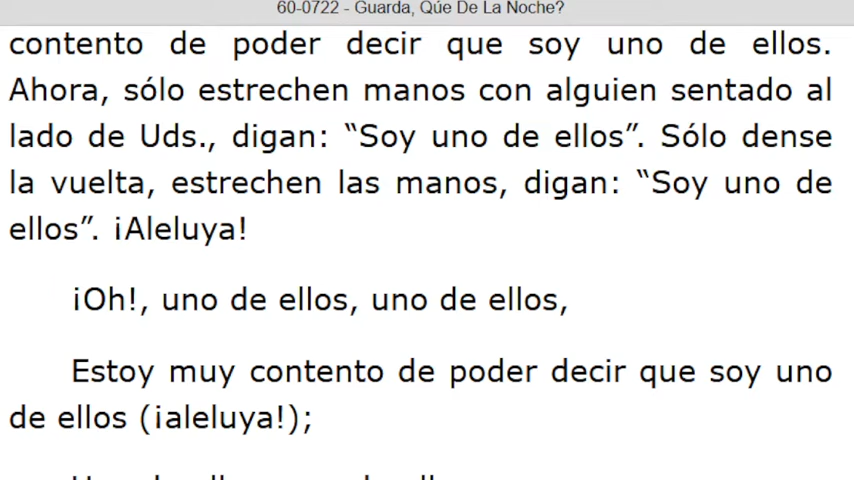 60-0722 - Guarda, Qúe De La Noche?
contento de poder decir que soy uno de ellos.
Ahora, sólo estrechen manos con alguien sentado al
lado de Uds., digan: “Soy uno de ellos”. Sólo dense
la vuelta, estrechen las manos, digan: “Soy uno de
ellos”. ¡Aleluya!
¡Oh!, uno de ellos, uno de ellos,
Estoy muy contento de poder decir que soy uno
de ellos (¡aleluya!);